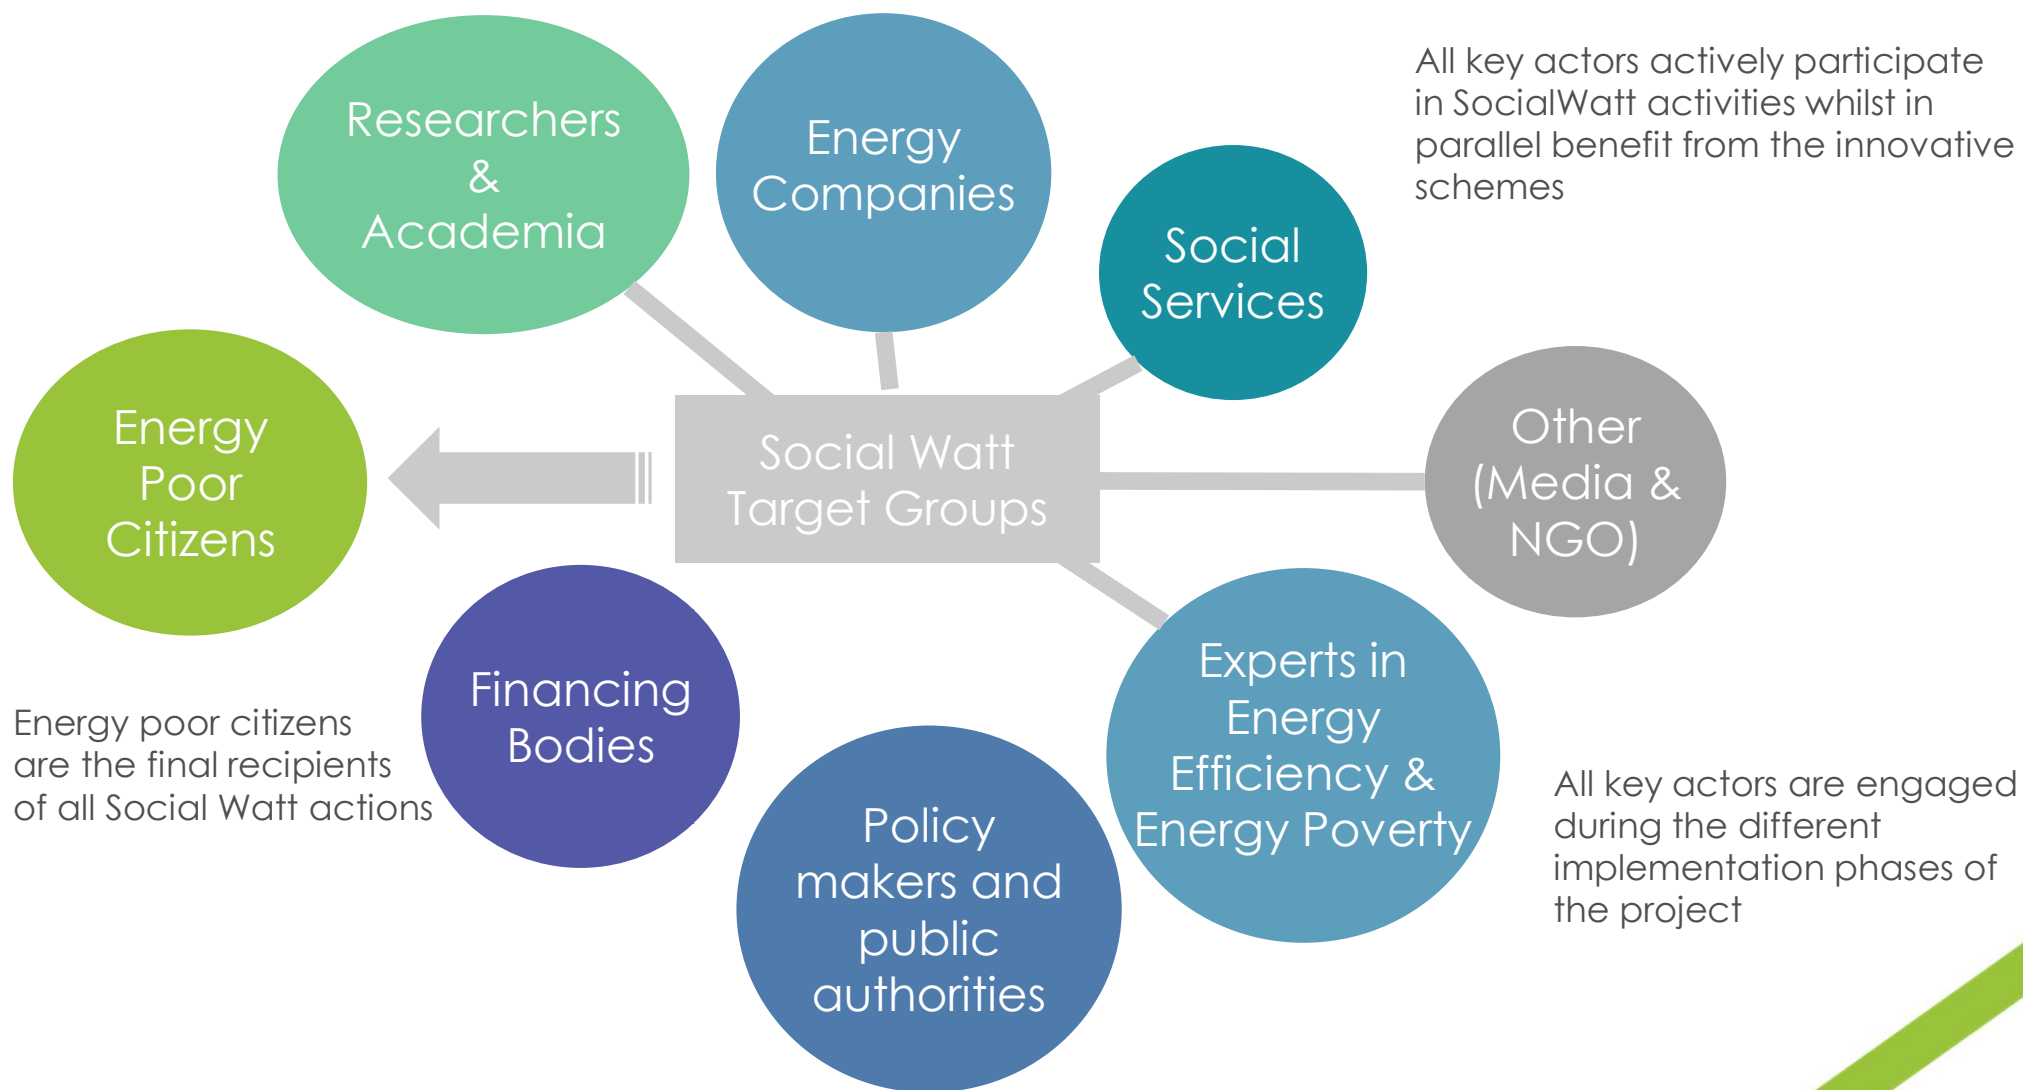 Researchers
&
Academia
Energy
Companies
All key actors actively participate
in SocialWatt activities whilst in
parallel benefit from the innovative
schemes
Social
Services
Energy
Poor
Citizens
Social Watt
Target Groups
Other
(Media &
NGO)
Energy poor citizens
are the final recipients
of all Social Watt actions
Financing
Bodies
Policy
makers and
public
authorities
Experts in
Energy
Efficiency &
Energy Poverty
All key actors are engaged
during the different
implementation phases of
the project